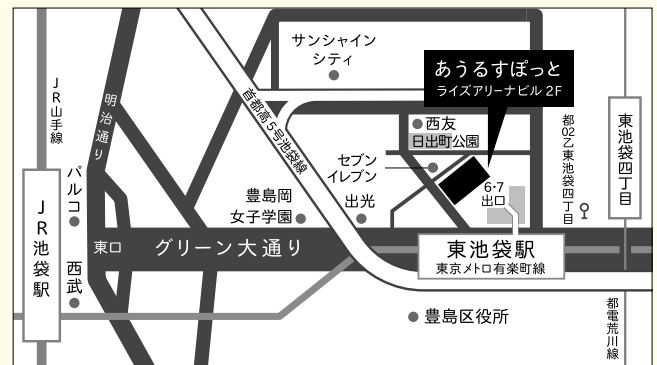 サンシャイン
シティ
あうるすぽっと
ライズアリーナビル 2F
JR山手線
明治通り
首都高5号池袋線
西友
日出町公園
都02乙東池袋四丁目
東池袋四丁目
セブン
イレブン
パルコ
豊島岡
女子学園
出光
6・7
出口
JR池袋駅
東口
グリーン大通り
東池袋駅
東京メトロ有楽町線
西武
豊島区役所
都電荒川線